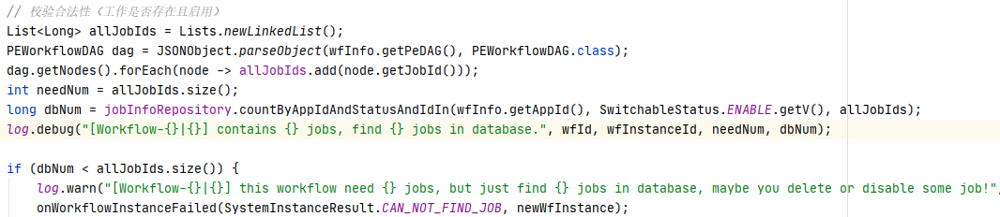 // 校验合法性（工作是否存在且启用）
List<Long> allJobIds = Lists.newLinkedList();
PEWorkflowDAG dag = JSONObject.parseObject(wfInfo.getPeDAG(), PEWorkflowDAG.class);
dag.getNodes().forEach(node -> allJobIds.add(node.getJobId()));
int needNum = allJobIds.size();
long dbNum = jobInfoRepository.countByAppIdAndStatusAndIdIn(wfInfo.getAppId(), SwitchableStatus.ENABLE.getV(), allJobIds);
log.debug("[Workflow-{}|{}] contains {} jobs, find {} jobs in database.", wfId, wfInstanceId, needNum, dbNum);
if (dbNum < allJobIds.size()) {
log.warn("[Workflow-{}|{}] this workflow need {} jobs, but just find {} jobs in database, maybe you delete or disable some job!",
onWorkflowInstanceFailed(SystemInstanceResult.CAN_NOT_FIND_JOB, newWfInstance);